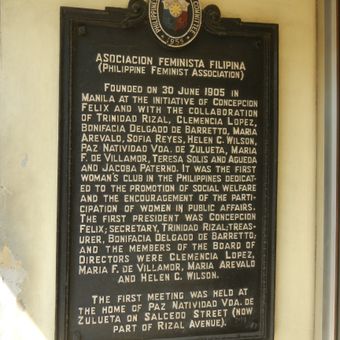 PHILIPPINE
COMMITTEE
1955
ASOCIACION FEMINISTA FILIPINA
(PHILIPPINE FEMINIST ASSOCIATION)
FOUNDED ON 30 JUNE 1905 IN
MANILA AT THE INITIATIVE OF CONCEPCION
FELIX AND WITH THE COLLABORATION
OF TRINIDAD RIZAL, CLEMENCIA LOPEZ,
BONIFACIA DELGADO DE BARRETTO, MARIA
AREVALO, SOFIA REYES, HELEN C. WILSON,
PAZ NATIVIDAD VDA. DE ZULUETA, MARIA
F. DE VILLAMOR, TERESA SOLIS AND AGUEDA
AND JACOBA PATERNO. IT WAS THE FIRST
WOMAN'S CLUB IN THE PHILIPPINES DEDICAT-
ED TO THE PROMOTION OF SOCIAL WELFARE
AND THE ENCOURAGEMENT OF THE PARTI-
CIPATION OF WOMEN IN PUBLIC AFFAIRS.
THE FIRST PRESIDENT WAS CONCEPCION
FELIX; SECRETARY, TRINIDAD RIZAL; TREAS-
URER, BONIFACIA DELGADO DE BARRETTO;
AND THE MEMBERS OF THE BOARD OF
DIRECTORS WERE CLEMENCIA LOPEZ,
MARIA F. DE VILLAMOR, MARIA AREVALO
AND HELEN C. WILSON.
THE FIRST MEETING WAS HELD AT
THE HOME OF PAZ NATIVIDAD VDA. DE
ZULUETA ON SALCEDO STREET (NOW
PART OF RIZAL AVENUE).